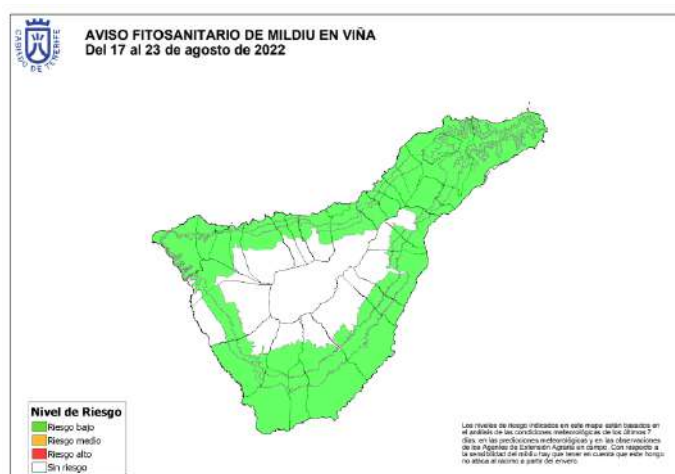 AVISO FITOSANITARIO DE MILDIU EN VIÑA
Del 17 al 23 de agosto de 2022
CABILDO DE TENERIFE
Nivel de Riesgo
Riesgo bajo
Riesgo medio
Riesgo alto
Sin riesgo
Los niveles de riesgo indicados en este mapa están basados en
el análisis de las condiciones meteorológicas de los últimos 7
días, en las predicciones meteorológicas y en las observaciones
de los Agentes de Extensión Agraria en campo. Con respecto a
la sensibilidad del mildiu hay que tener en cuenta que este hongo
no ataca al racimo a partir del envero.